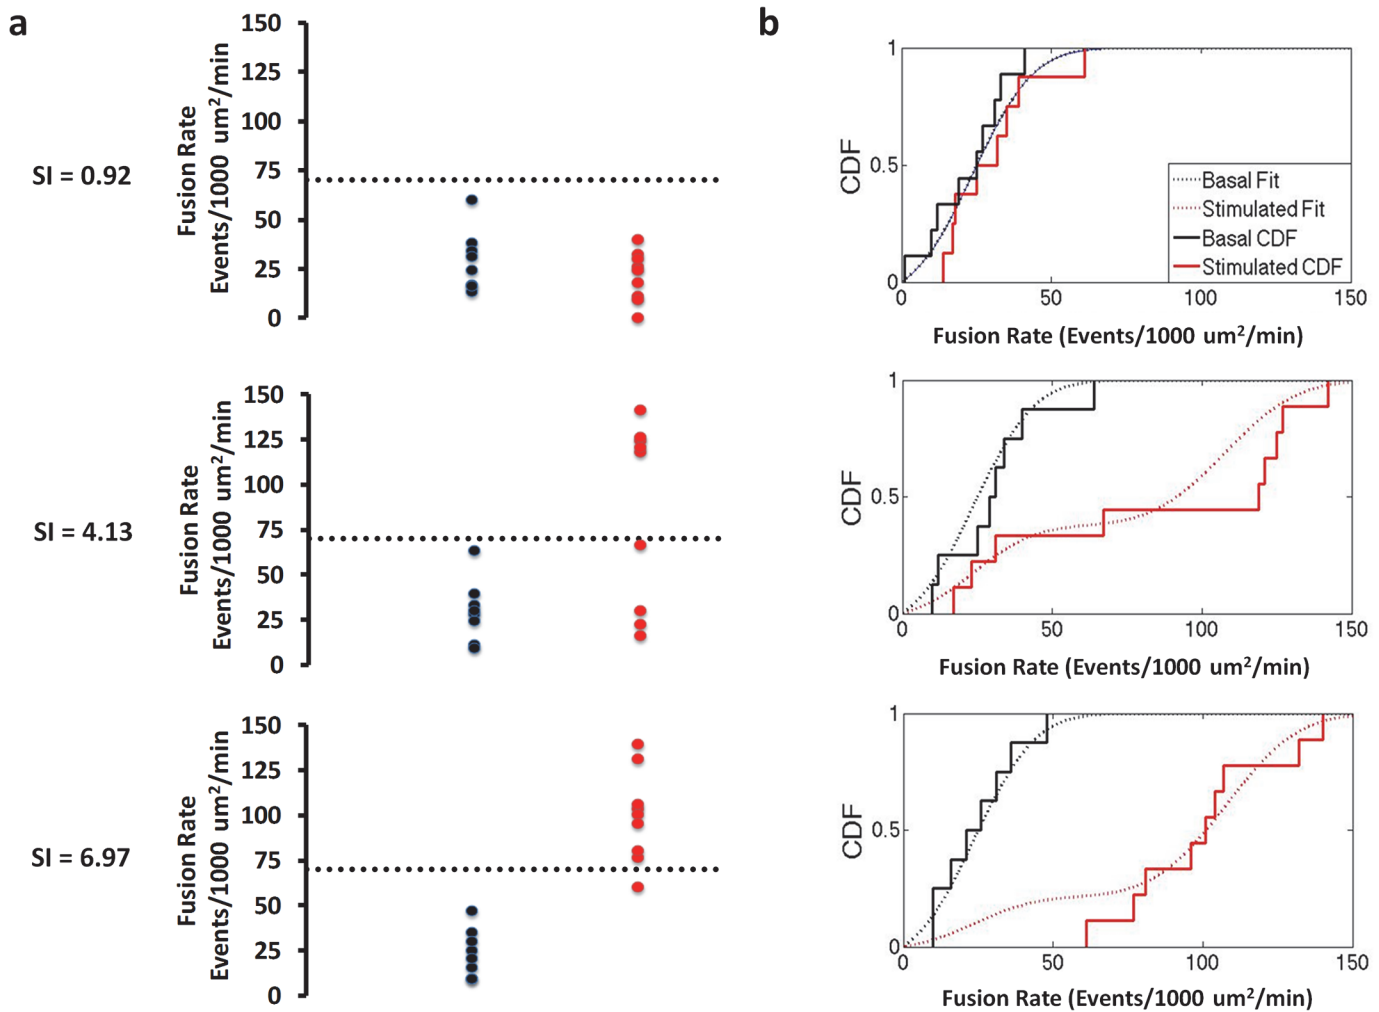 a
SI = 0.92
Fusion Rate
Events/1000 um²/min
150
125
100
75
50
25
0
SI = 4.13
Fusion Rate
Events/1000 um²/min
150
125
100
75
50
25
0
SI = 6.97
Fusion Rate
Events/1000 um²/min
150
125
100
75
50
25
0
b
CDF
1
0.5
0
0
50
100
150
Basal Fit
Stimulated Fit
Basal CDF
Stimulated CDF
Fusion Rate (Events/1000 um²/min)
CDF
1
0.5
0
0
50
100
150
Fusion Rate (Events/1000 um²/min)
CDF
1
0.5
0
0
50
100
150
Fusion Rate (Events/1000 um²/min)